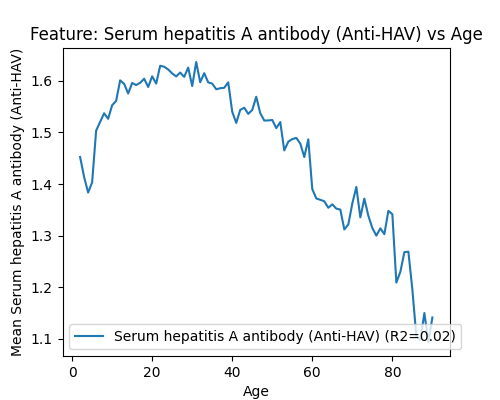 Feature: Serum hepatitis A antibody (Anti-HAV) vs Age
Mean Serum hepatitis A antibody (Anti-HAV)
1.6
1.5
1.4
1.3
1.2
1.1
Serum hepatitis A antibody (Anti-HAV) (R2=0.02)
0 20 40 60 80
Age